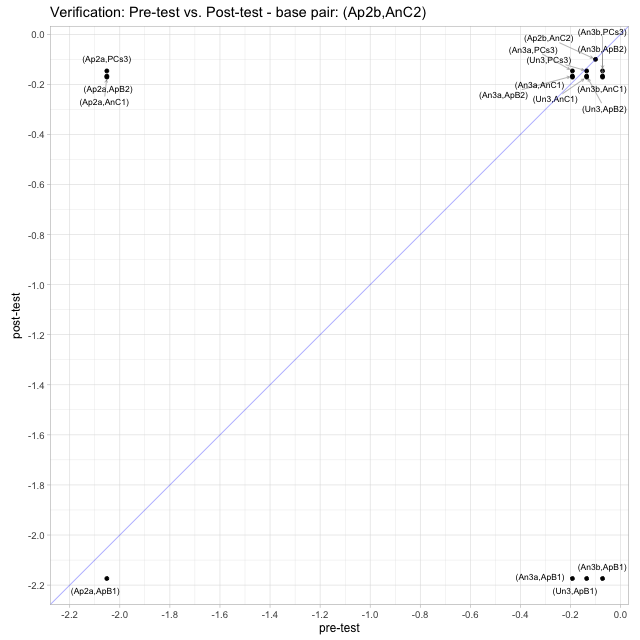 Verification: Pre-test vs. Post-test - base pair: (Ap2b,AnC2)
0.0
-0.2
-0.4
-0.6
-0.8
-1.0
-1.2
-1.4
-1.6
-1.8
-2.0
-2.2
post-test
(An3b,PCs3)
(Ap2b,AnC2)
(An3a,PCs3)
(An3b,ApB2)
(Un3,PCs3)
(Ap2a,PCs3)
(An3a,AnC1)
(Ap2a,ApB2)
(An3b,AnC1)
(An3a,ApB2)
(Un3,AnC1)
(Ap2a,AnC1)
(Un3,ApB2)
(An3b,ApB1)
(An3a,ApB1)
(Ap2a,ApB1)
(Un3,ApB1)
-2.2
-2.0
-1.8
-1.6
-1.4
-1.2
-1.0
-0.8
-0.6
-0.4
-0.2
0.0
pre-test